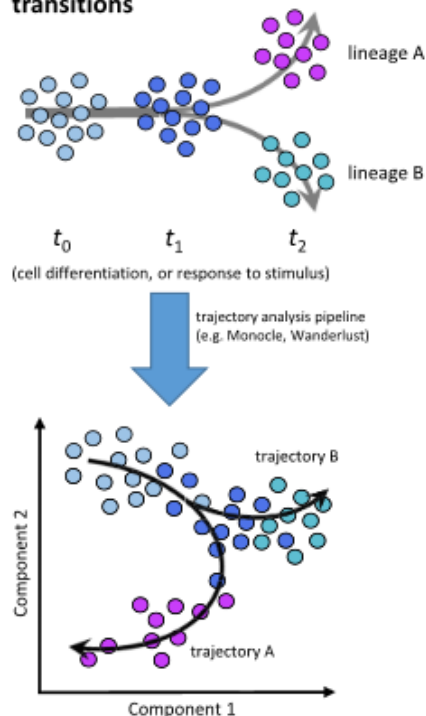 transitions
lineage A
lineage B
t0 t1 t2
(cell differentiation, or response to stimulus)
trajectory analysis pipeline
(e.g. Monocle, Wanderlust)
trajectory B
Component 2
trajectory A
Component 1